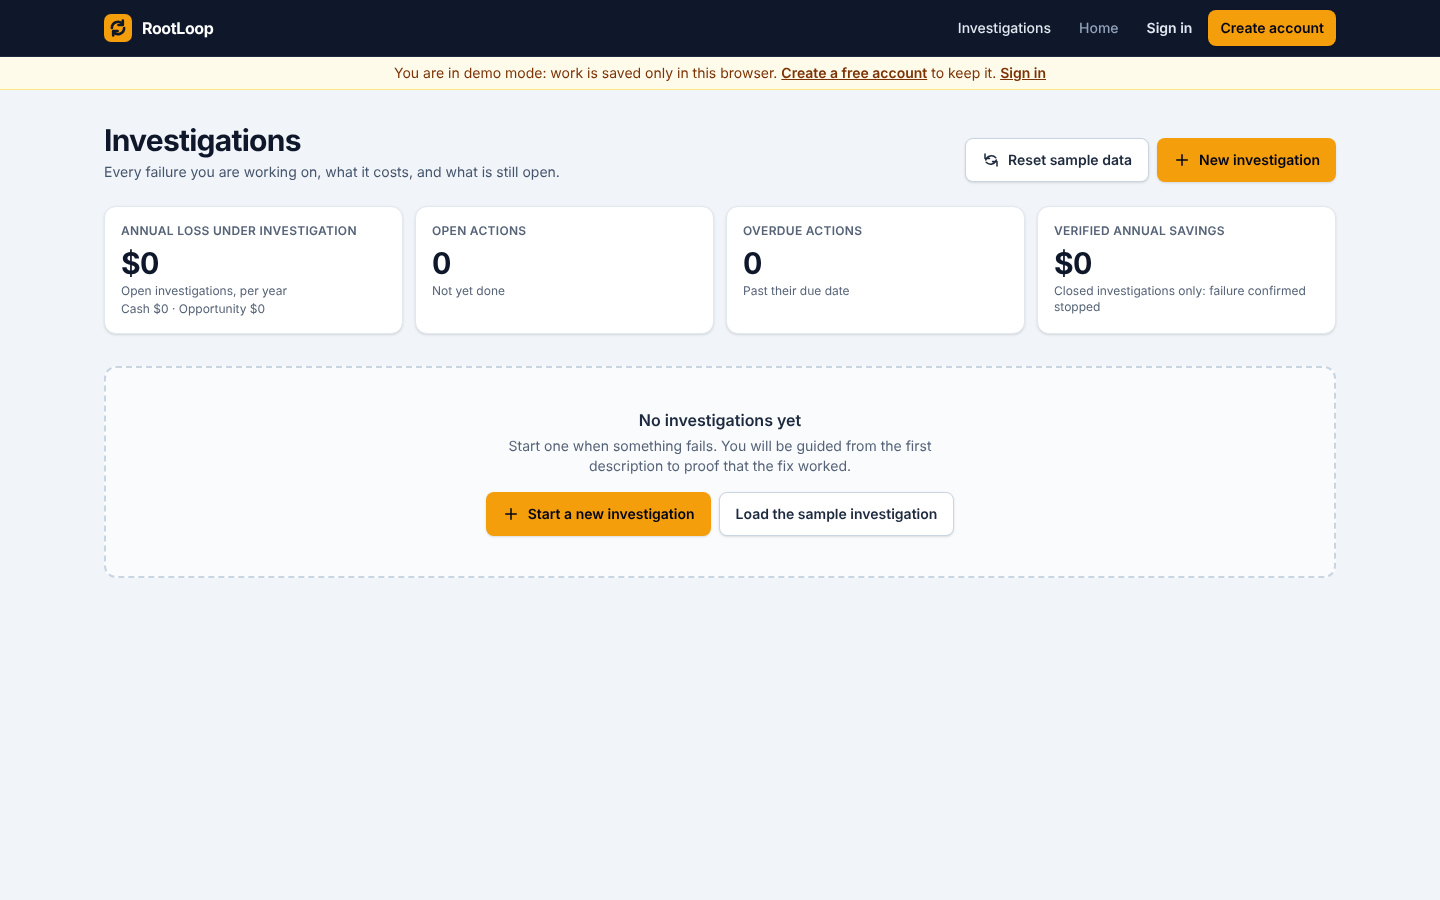 RootLoop
Investigations
Home
Sign in
Create account
You are in demo mode: work is saved only in this browser. Create a free account to keep it. Sign in
Investigations
Every failure you are working on, what it costs, and what is still open.
Reset sample data
New investigation
ANNUAL LOSS UNDER INVESTIGATION
$0
Open investigations, per year
Cash $0 · Opportunity $0
OPEN ACTIONS
0
Not yet done
OVERDUE ACTIONS
0
Past their due date
VERIFIED ANNUAL SAVINGS
$0
Closed investigations only: failure confirmed
stopped
No investigations yet
Start one when something fails. You will be guided from the first
description to proof that the fix worked.
Start a new investigation
Load the sample investigation